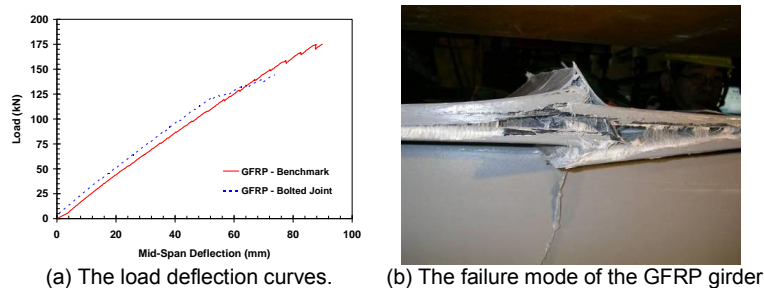 200
175
150
125
100
75
50
25
0
Load (kN)
GFRP - Benchmark
GFRP - Bolted Joint
0 20 40 60 80 100
Mid-Span Deflection (mm)
(a) The load deflection curves. (b) The failure mode of the GFRP girder